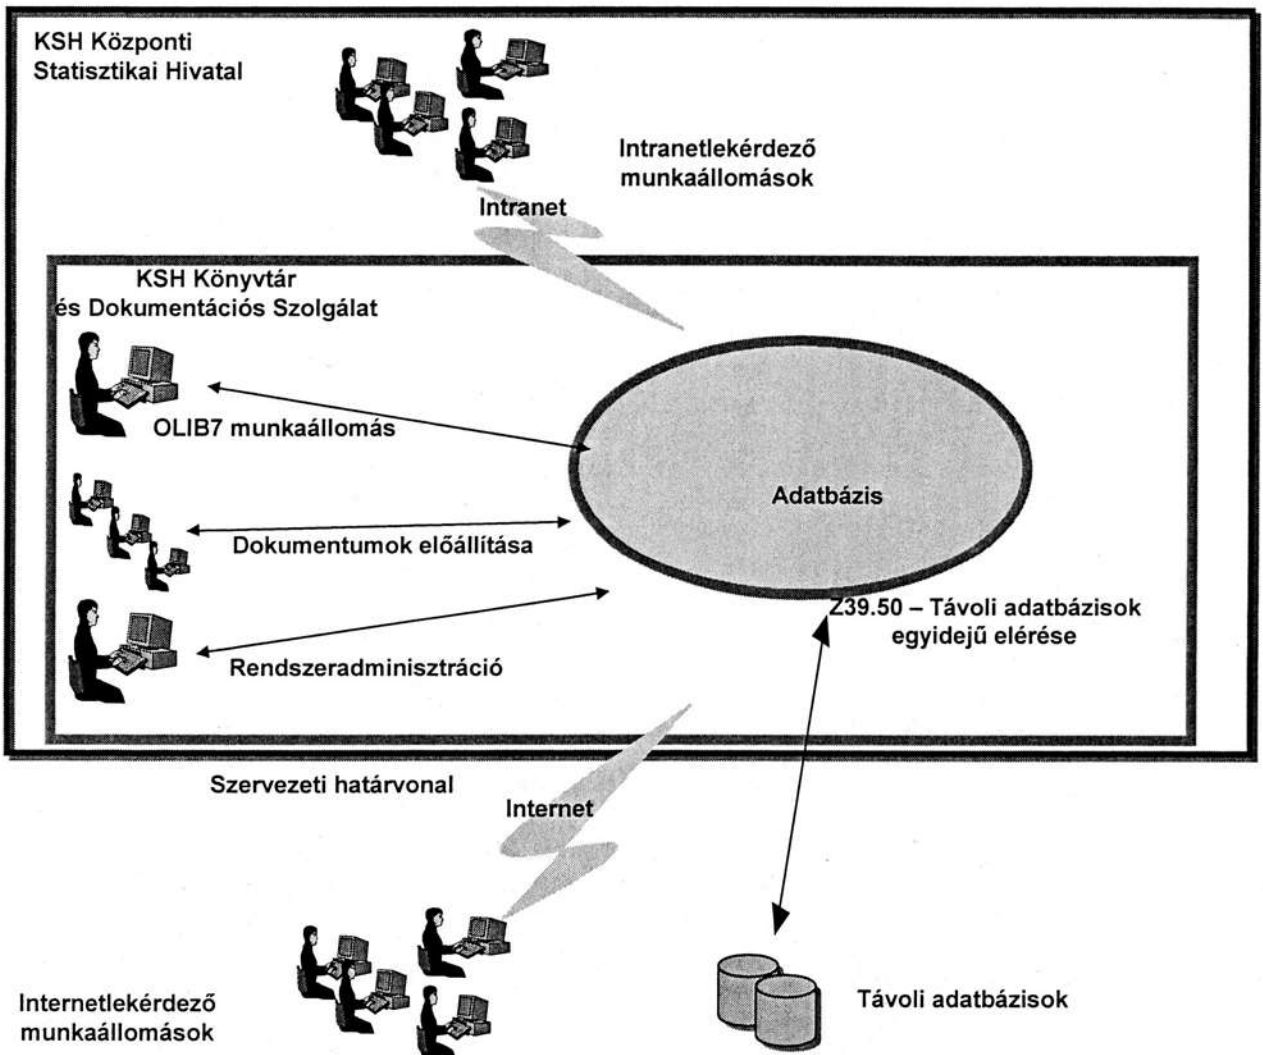 KSH Központi
Statisztikai Hivatal
Intranetlekérdező
munkaállomások
Intranet
KSH Könyvtár
és Dokumentációs Szolgálat
OLIB7 munkaállomás
Adatbázis
Dokumentumok előállítása
Z39.50 – Távoli adatbázisok
egyidejű elérése
Rendszeradminisztráció
Szervezeti határvonal
Internet
Internetlekérdező
munkaállomások
Távoli adatbázisok